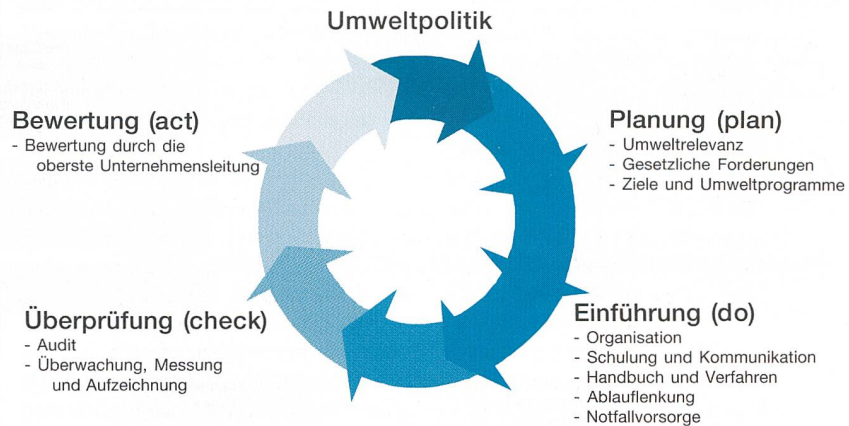 Umweltpolitik
Planung (plan)
- Umweltrelevanz
- Gesetzliche Forderungen
- Ziele und Umweltprogramme
Einführung (do)
- Organisation
- Schulung und Kommunikation
- Handbuch und Verfahren
- Ablauflenkung
- Notfallvorsorge
Überprüfung (check)
- Audit
- Überwachung, Messung
und Aufzeichnung
Bewertung (act)
- Bewertung durch die
oberste Unternehmensleitung